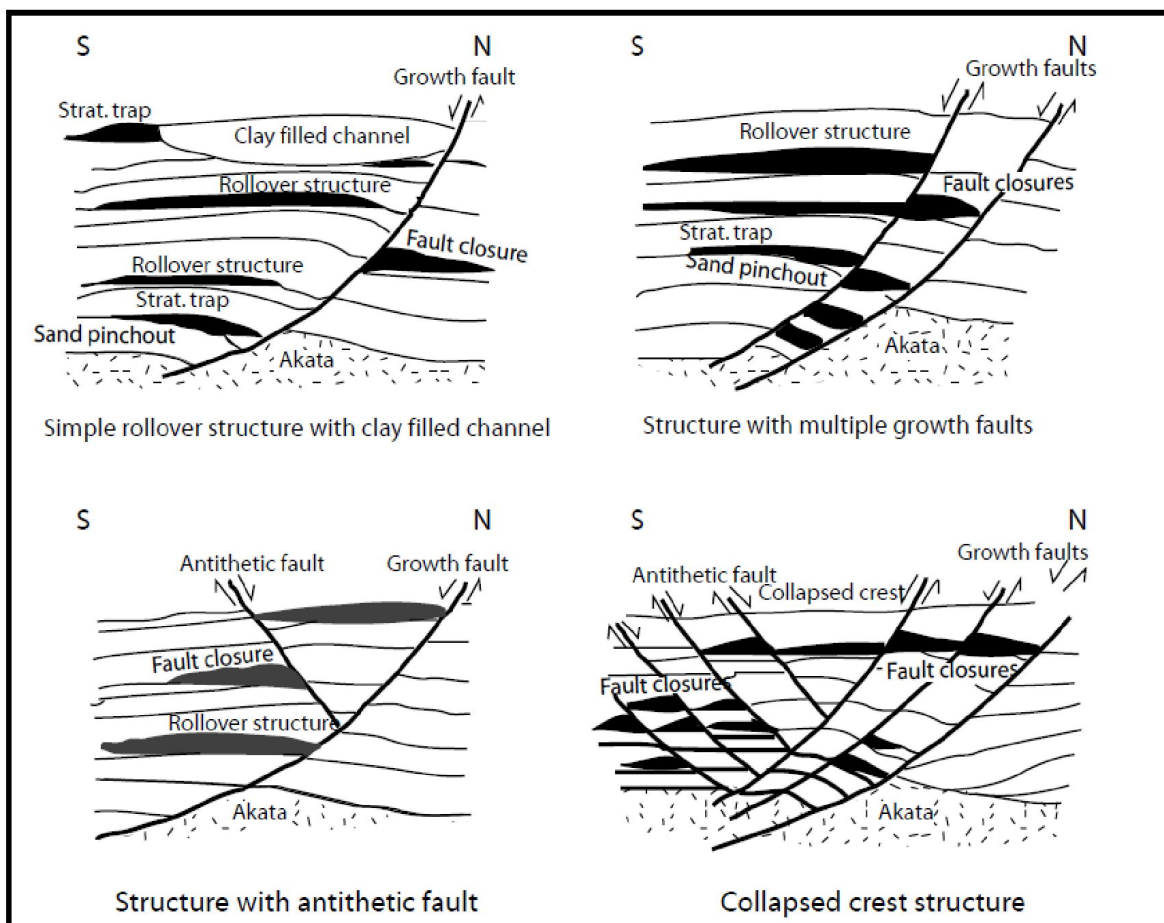 S
N
Growth fault
Strat. trap
Clay filled channel
Rollover structure
Fault closure
Rollover structure
Strat. trap
Sand pinchout
Akata
Simple rollover structure with clay filled channel
S
N
Growth faults
Rollover structure
Fault closures
Strat. trap
Sand pinchout
Akata
Structure with multiple growth faults
S
N
Antithetic fault
Growth fault
Fault closure
Rollover structure
Akata
Structure with antithetic fault
S
N
Growth faults
Antithetic fault
Collapsed crest
Fault closures
Fault closures
Akata
Collapsed crest structure